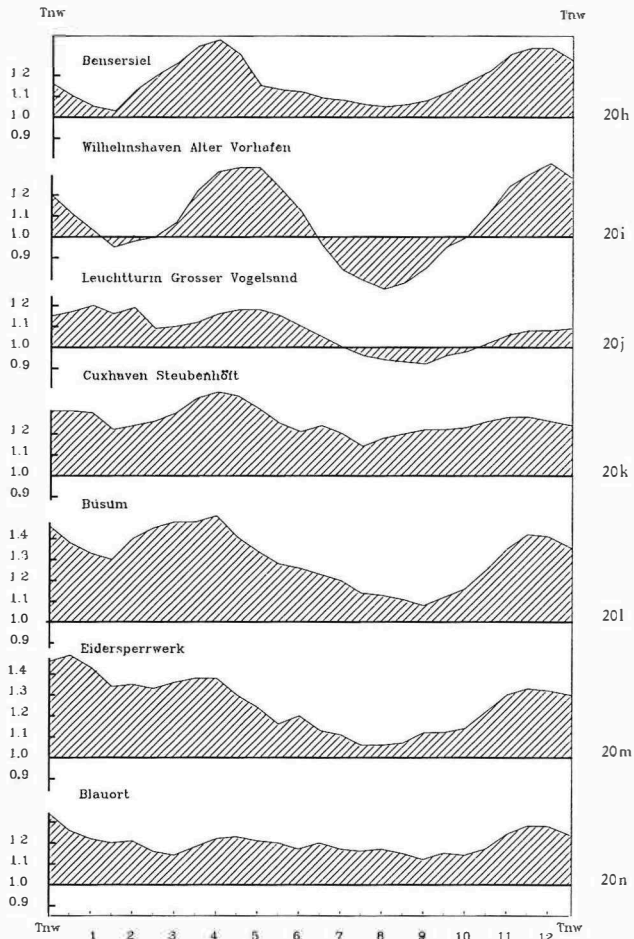 Tnw Tnw
Bensersiel
1 2
1.1
1.0
0.9
20h
Wilhelmshaven Alter Vorhafen
1 2
1.1
1.0
0.9
20i
Leuchtturm Grosser Vogelsand
1 2
1.1
1.0
0.9
20j
Cuxhaven Steubenhöft
1 2
1.1
1.0
0.9
20k
Büsum
1.4
1.3
1 2
1.1
1.0
0.9
20l
Eidersperrwerk
1.4
1.3
1.2
1.1
1.0
0.9
20m
Blauort
1 2
1.1
1.0
0.9
20n
Tnw 1 2 3 4 5 6 7 8 9 10 11 12 Tnw